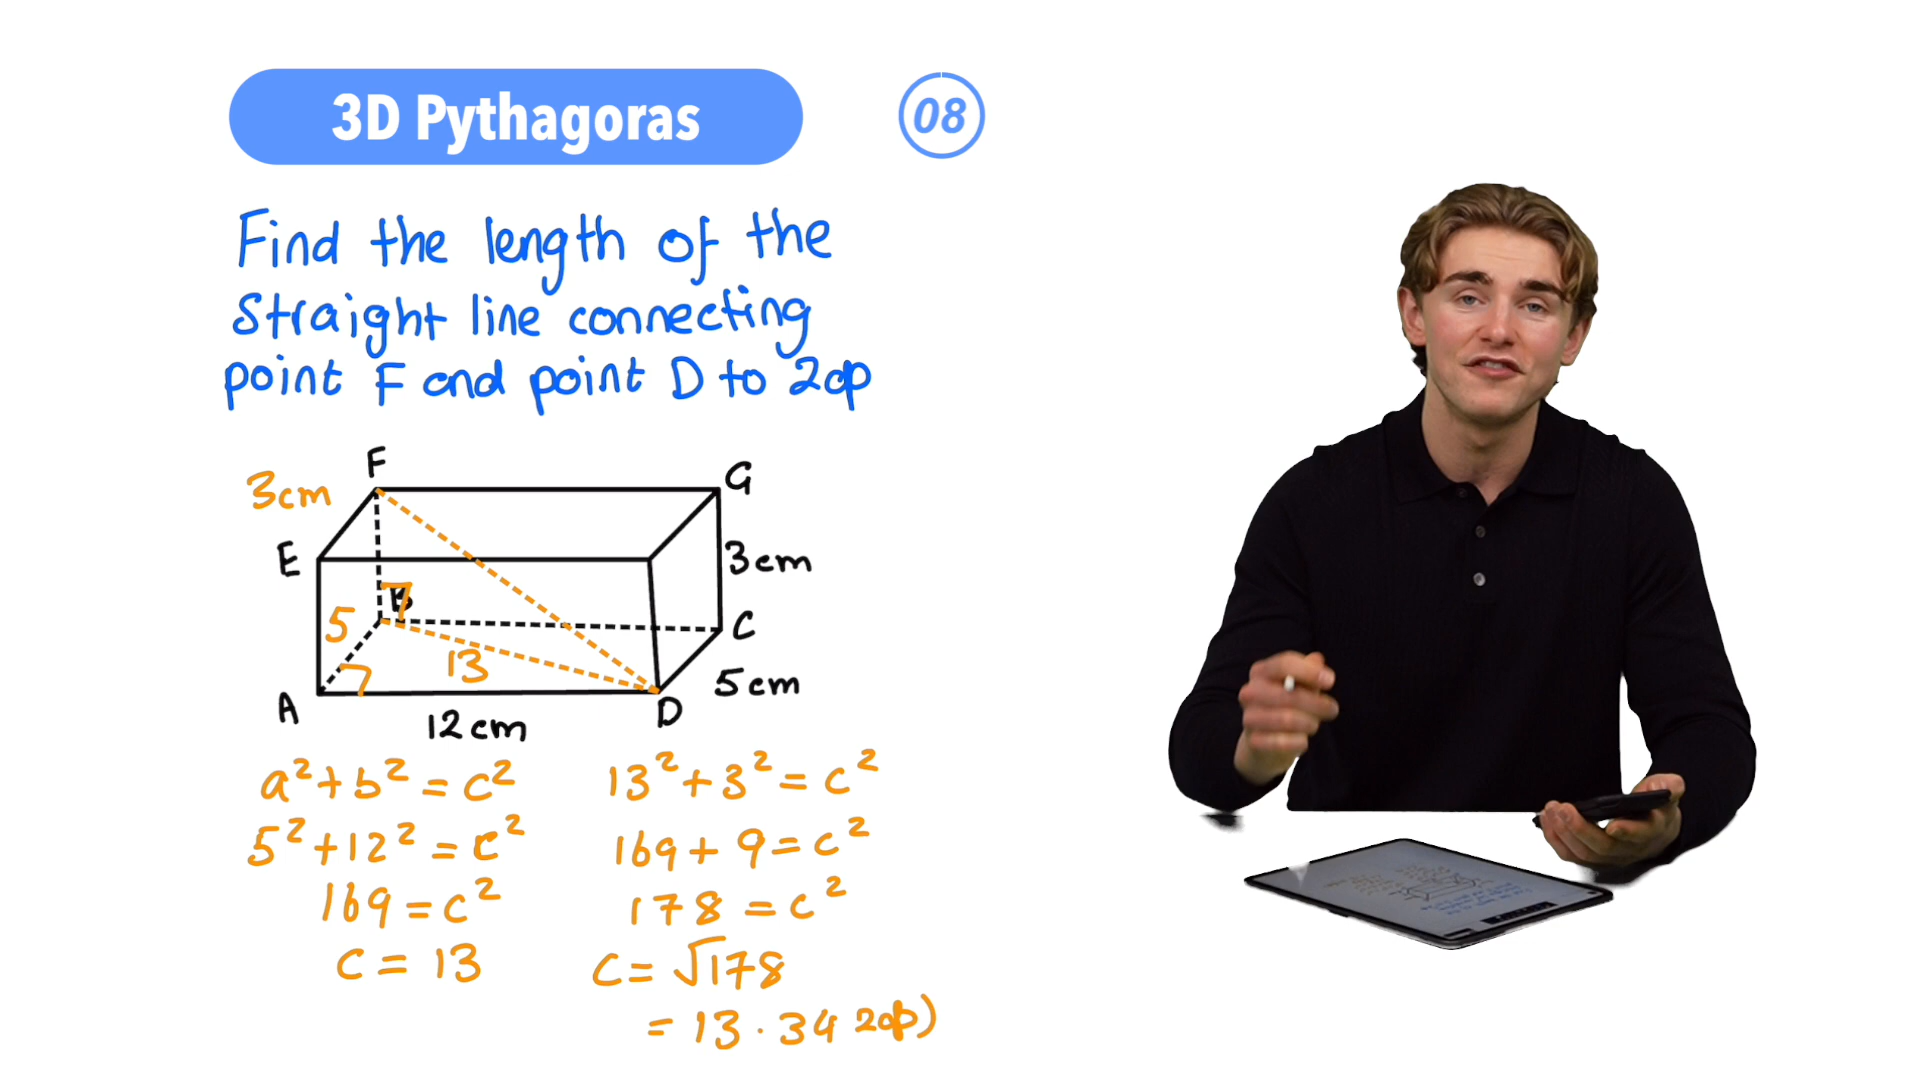 3D Pythagoras
08
Find the length of the
straight line connecting
point F and point D to 2dp
F
G
3cm
E
3cm
B
5
C
13
5cm
A
D
12cm
a² + b² = c²
5² + 12² = c²
169 = c²
c = 13
13² + 3² = c²
169 + 9 = c²
178 = c²
c = √178
= 13.34 2dp)